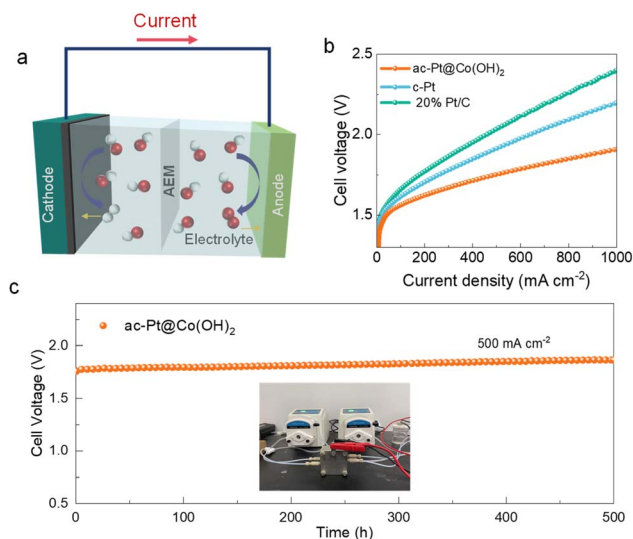 a
Current
Cathode
AEM
Electrolyte
Anode
b
ac-Pt@Co(OH)₂
c-Pt
20% Pt/C
Cell voltage (V)
2.5
2.0
1.5
0 200 400 600 800 1000
Current density (mA cm⁻²)
c
ac-Pt@Co(OH)₂
500 mA cm⁻²
Cell Voltage (V)
2.0
1.5
1.0
0.5
0 100 200 300 400 500
Time (h)